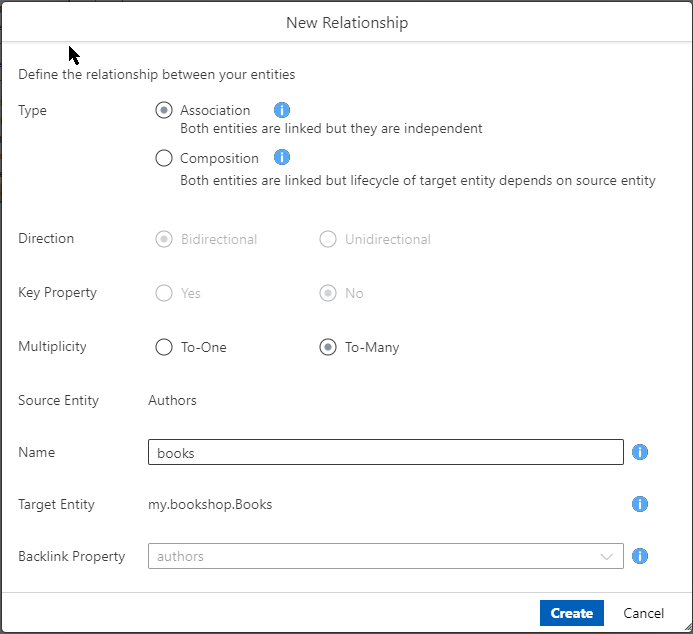 New Relationship
Define the relationship between your entities
Type
Association
Both entities are linked but they are independent
Composition
Both entities are linked but lifecycle of target entity depends on source entity
Direction
Bidirectional Unidirectional
Key Property
Yes No
Multiplicity
To-One To-Many
Source Entity Authors
Name books
Target Entity my.bookshop.Books
Backlink Property authors
Create Cancel